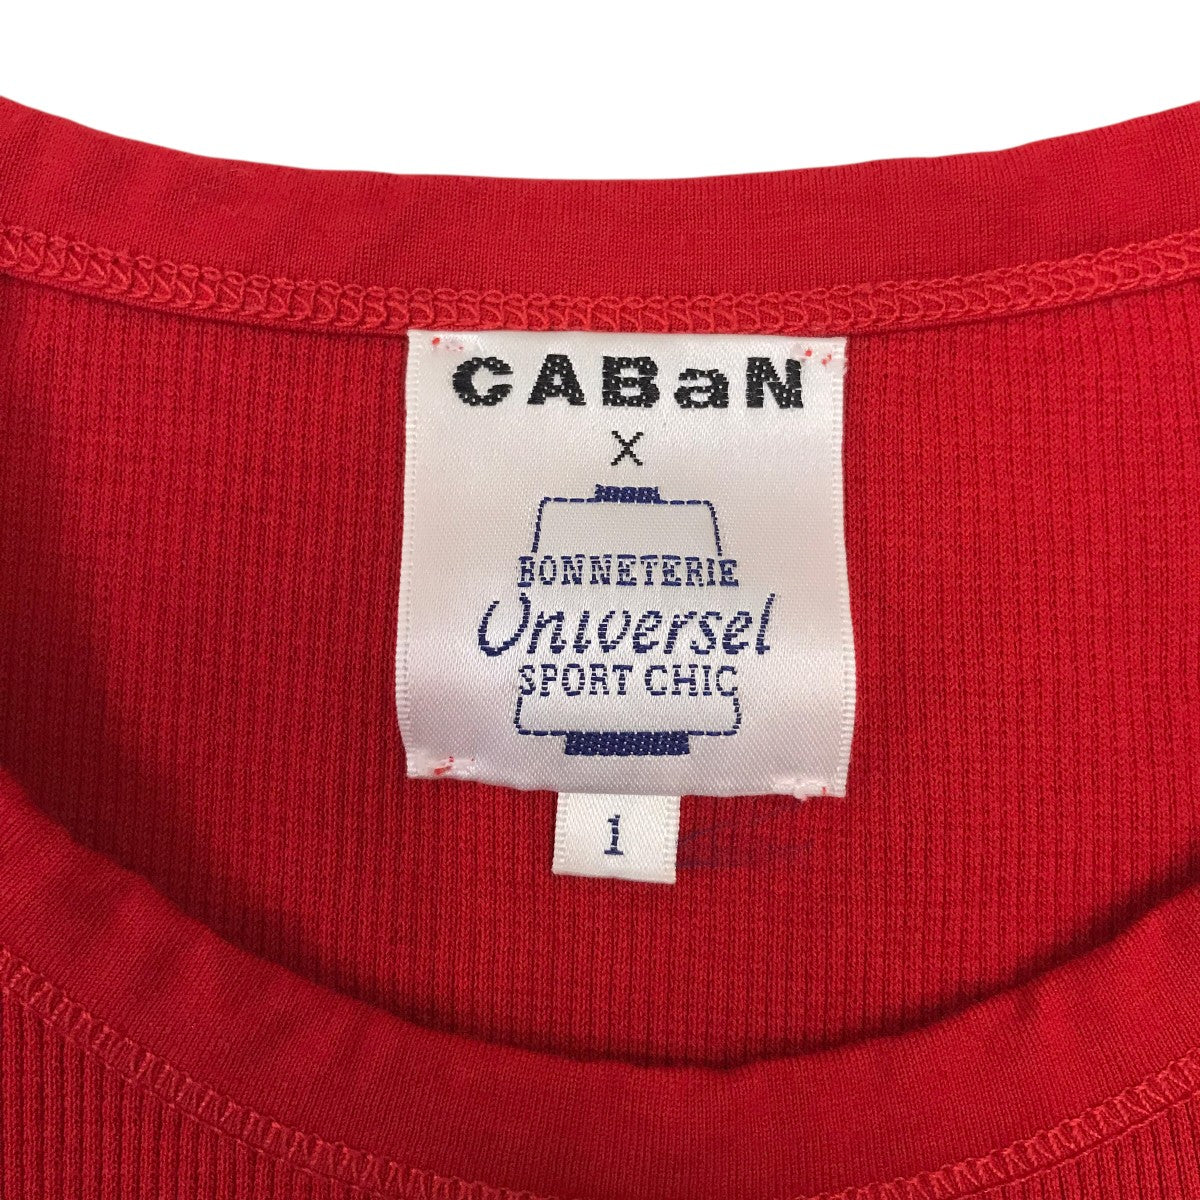 CABaN
X
BONNETERIE
Universel
SPORT CHIC
1